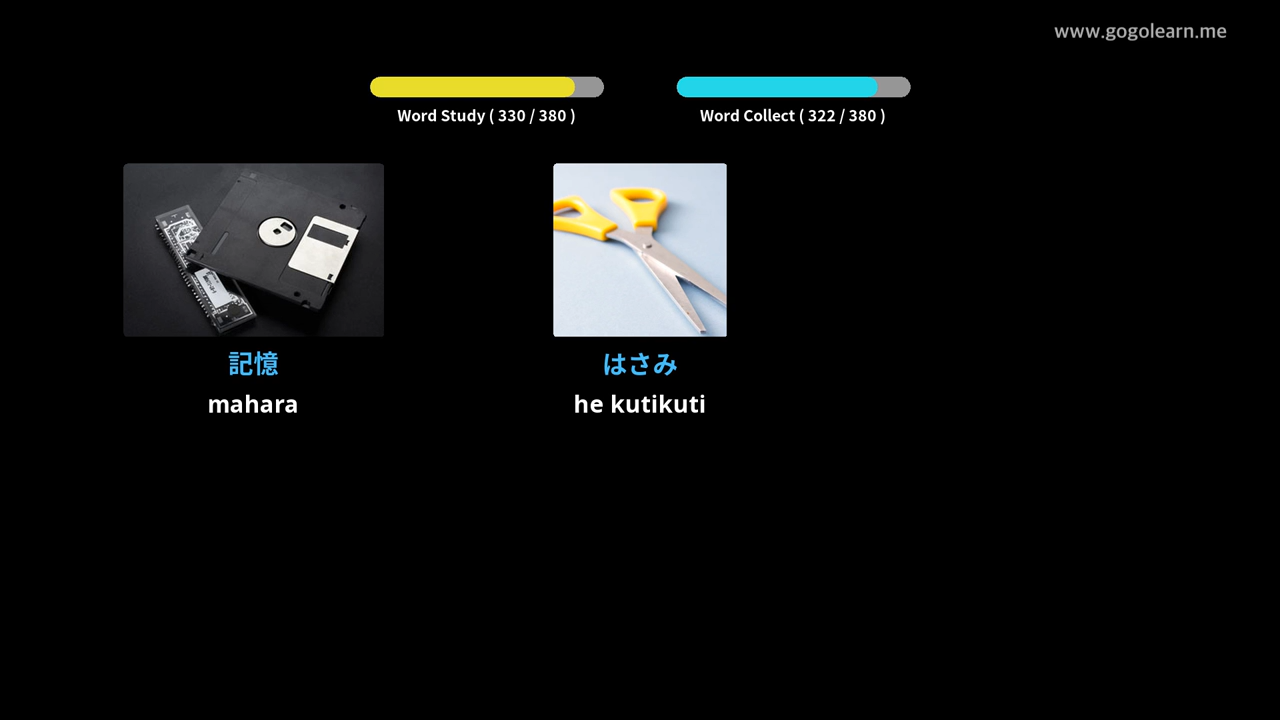 www.gogolearn.me
Word Study ( 330 / 380 )
Word Collect ( 322 / 380 )
記憶
mahara
はさみ
he kutikuti